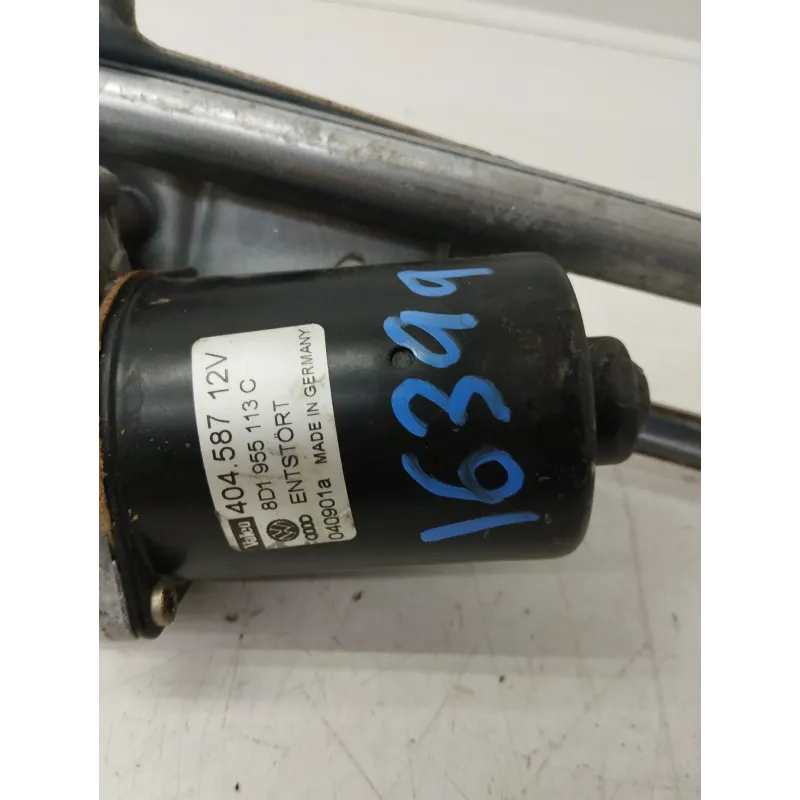 Valeo 404.587 12V
8D1 955 113 C
ENTSTÖRT
040901a MADE IN GERMANY
16399